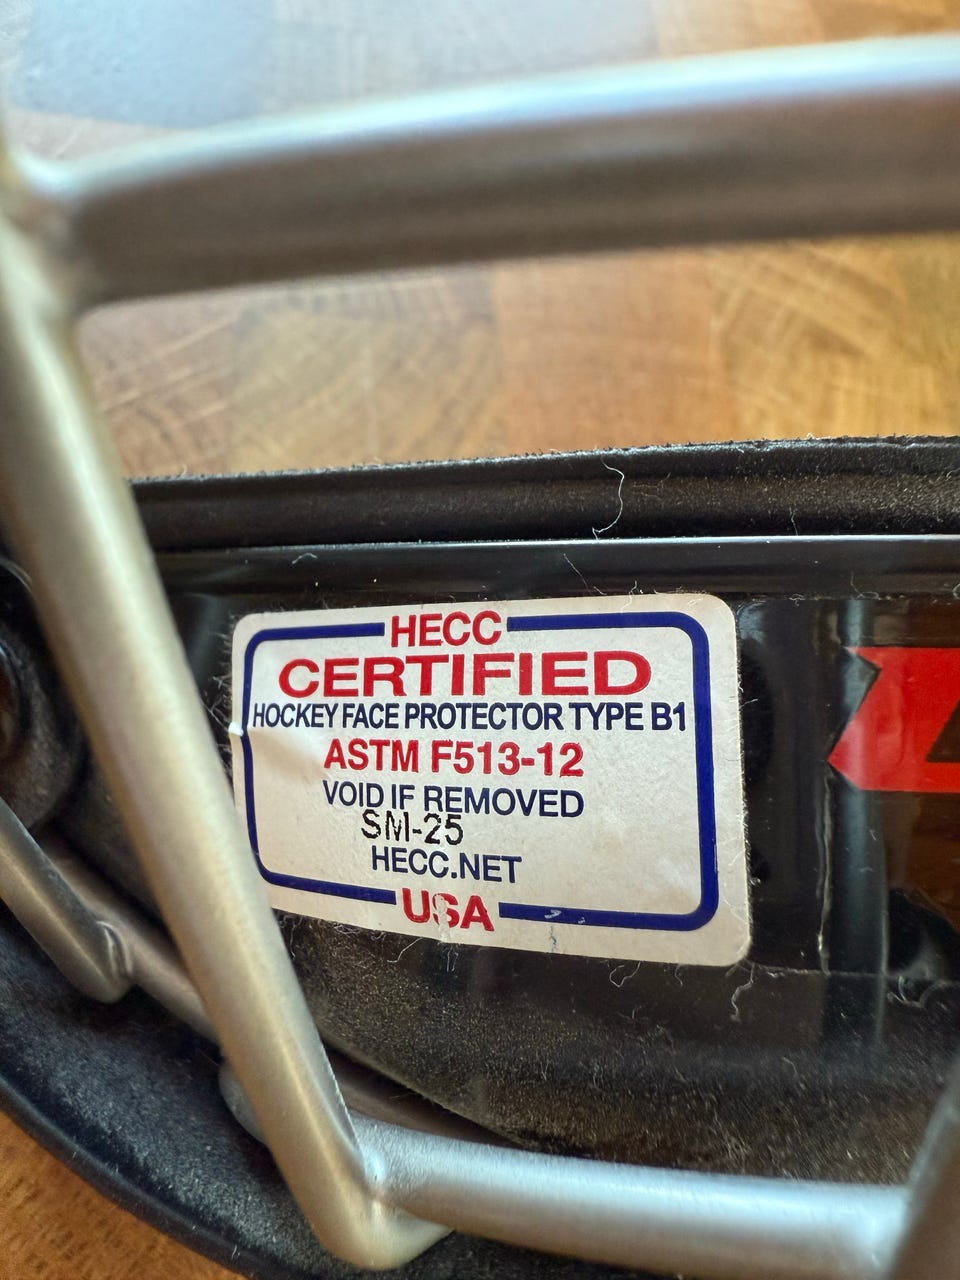 HECC
CERTIFIED
HOCKEY FACE PROTECTOR TYPE B1
ASTM F513-12
VOID IF REMOVED
SM-25
HECC.NET
USA